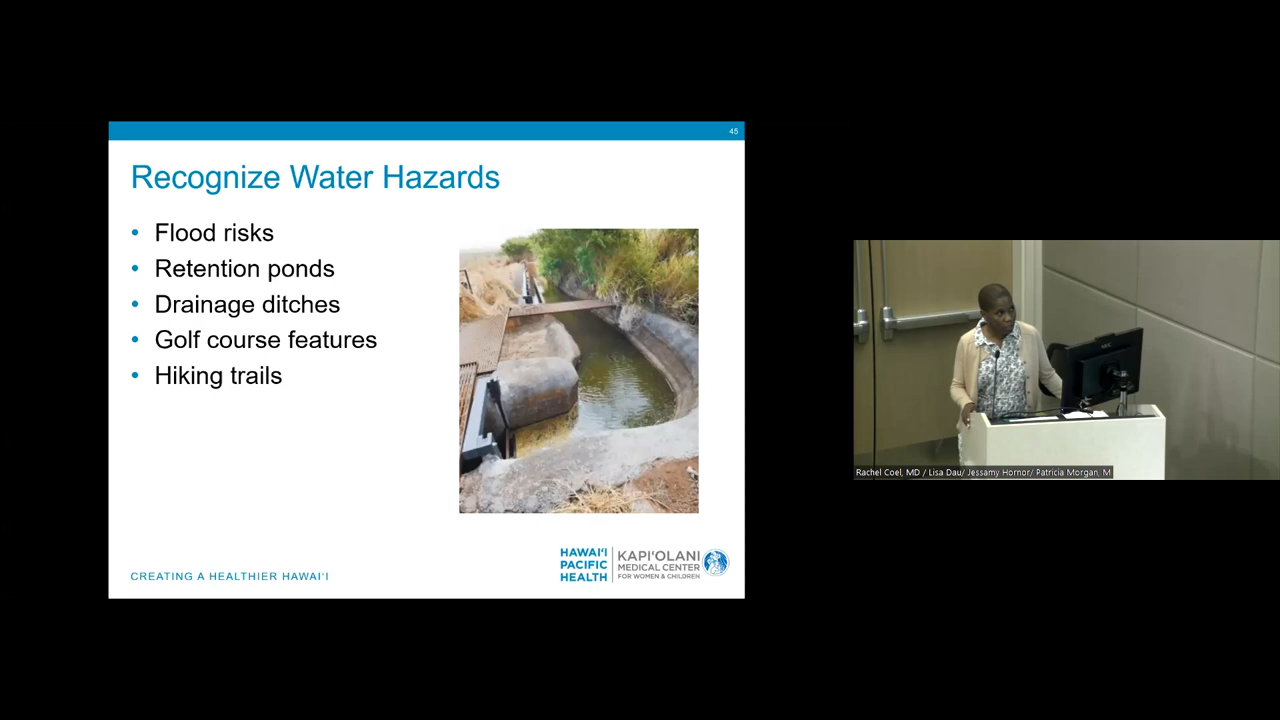 45
Recognize Water Hazards
• Flood risks
• Retention ponds
• Drainage ditches
• Golf course features
• Hiking trails
CREATING A HEALTHIER HAWAI‘I
HAWAI‘I
PACIFIC
HEALTH
KAPI‘OLANI
MEDICAL CENTER
FOR WOMEN & CHILDREN
NEC
Rachel Coel, MD / Lisa Dau/ Jessamy Hornor/ Patricia Morgan, M